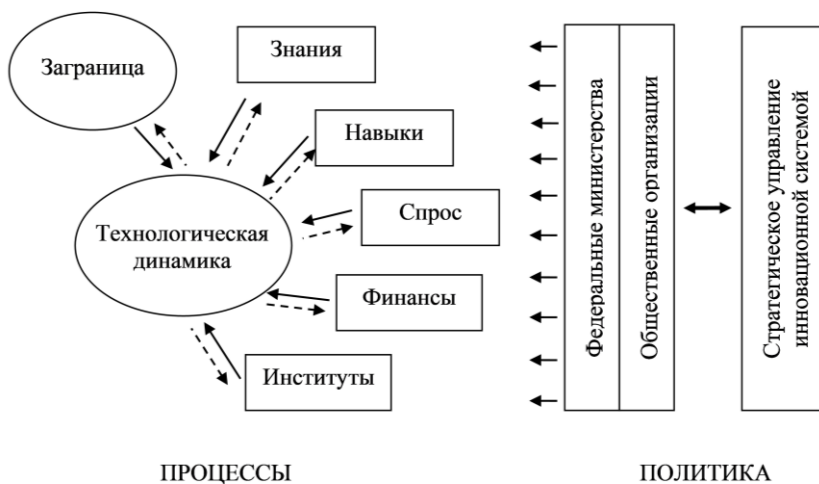 Заграница
Знания
Навыки
Технологическая
динамика
Спрос
Финансы
Институты
Федеральные министерства
Общественные организации
Стратегическое управление
инновационной системой
ПРОЦЕССЫ
ПОЛИТИКА